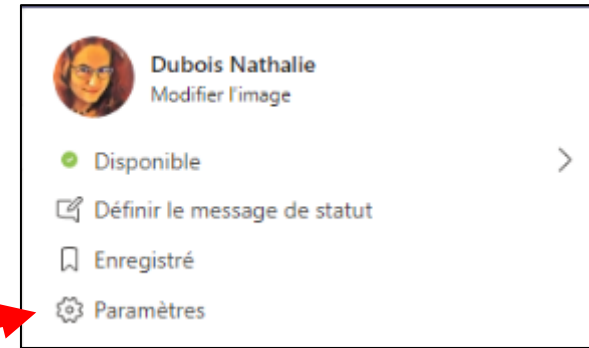 Dubois Nathalie
Modifier l'image
Disponible
Définir le message de statut
Enregistré
Paramètres